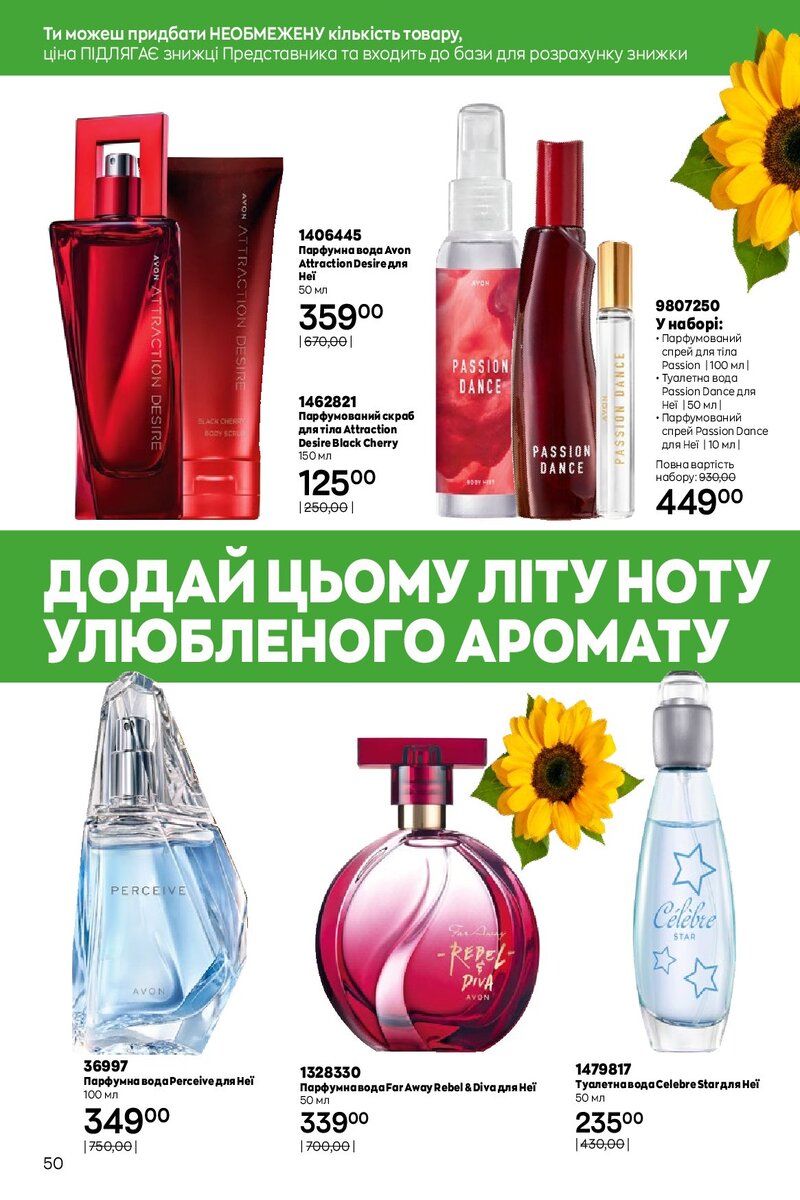 Ти можеш придбати НЕОБМЕЖЕНУ кількість товару,
ціна ПІДЛЯГАЄ знижці Представника та входить до бази для розрахунку знижки
AVON
ATTRACTION DESIRE
AVON
ATTRACTION DESIRE
BLACK CHERRY
BODY SCRUB
1406445
Парфумна вода Avon
Attraction Desire для
Неї
50 мл
35900
| 670,00 |
1462821
Парфумований скраб
для тіла Attraction
Desire Black Cherry
150 мл
12500
| 250,00 |
AVON
PASSION
DANCE
BODY MIST
PASSION
DANCE
AVON
PASSION DANCE
9807250
У наборі:
• Парфумований
спрей для тіла
Passion | 100 мл |
• Туалетна вода
Passion Dance для
Неї | 50 мл |
• Парфумований
спрей Passion Dance
для Неї | 10 мл |
Повна вартість
набору: 930,00
44900
ДОДАЙ ЦЬОМУ ЛІТУ НОТУ
УЛЮБЛЕНОГО АРОМАТУ
PERCEIVE
AVON
36997
Парфумна вода Perceive для Неї
100 мл
34900
| 750,00 |
Far Away
REBEL
&
DIVA
AVON
1328330
Парфумна вода Far Away Rebel & Diva для Неї
50 мл
33900
| 700,00 |
Célèbre
STAR
1479817
Туалетна вода Celebre Star для Неї
50 мл
23500
| 430,00 |
50